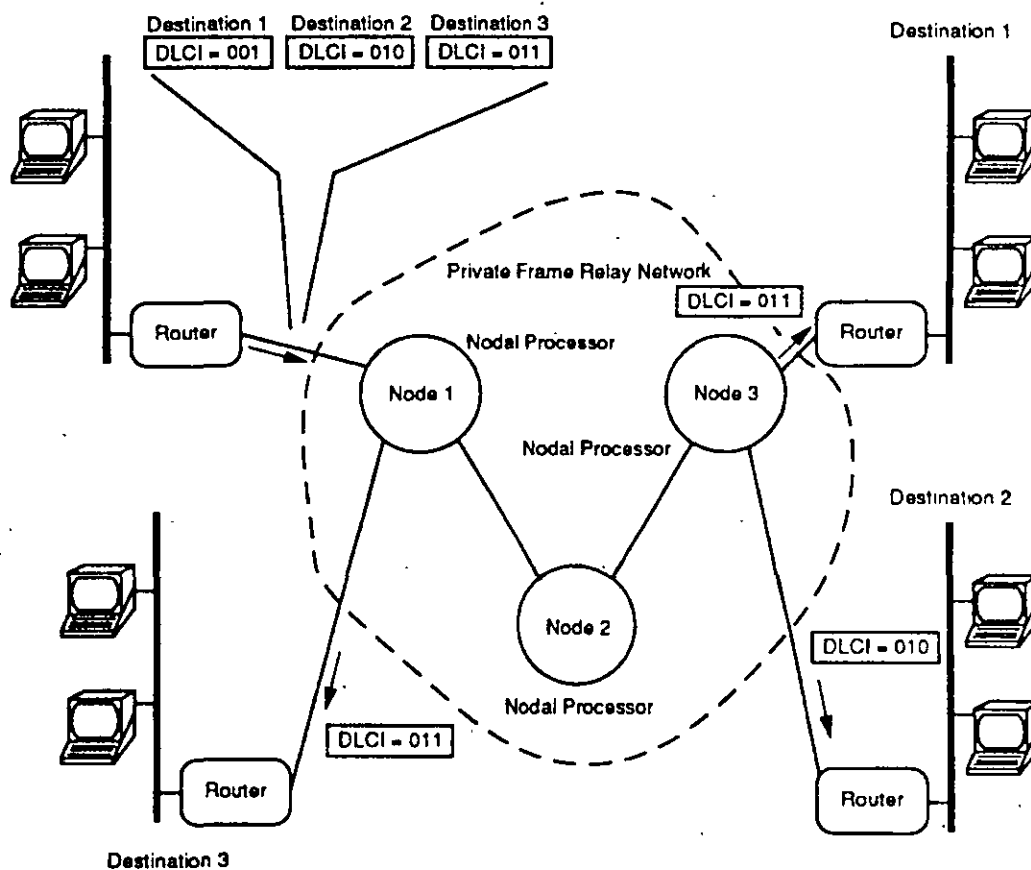 Destination 1 Destination 2 Destination 3
DLCI = 001 DLCI = 010 DLCI = 011
Destination 1
Private Frame Relay Network
DLCI = 011
Router
Router
Nodal Processor
Node 1
Node 3
Nodal Processor
Destination 2
Node 2
DLCI = 010
Nodal Processor
DLCI = 011
Router
Router
Destination 3